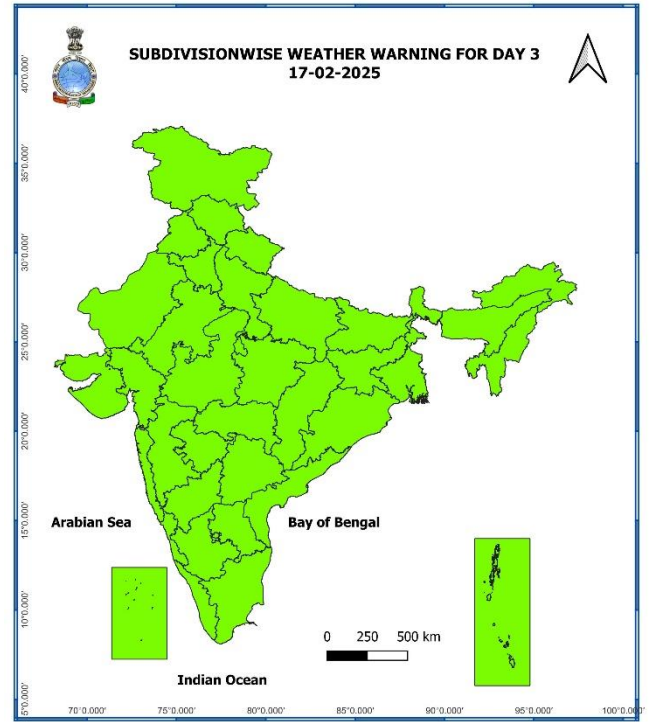 SUBDIVISIONWISE WEATHER WARNING FOR DAY 3
17-02-2025
40°0.000'
35°0.000'
30°0.000'
25°0.000'
20°0.000'
15°0.000'
10°0.000'
5°0.000'
Arabian Sea
Bay of Bengal
0 250 500 km
Indian Ocean
70°0.000' 75°0.000' 80°0.000' 85°0.000' 90°0.000' 95°0.000' 100°0.000'